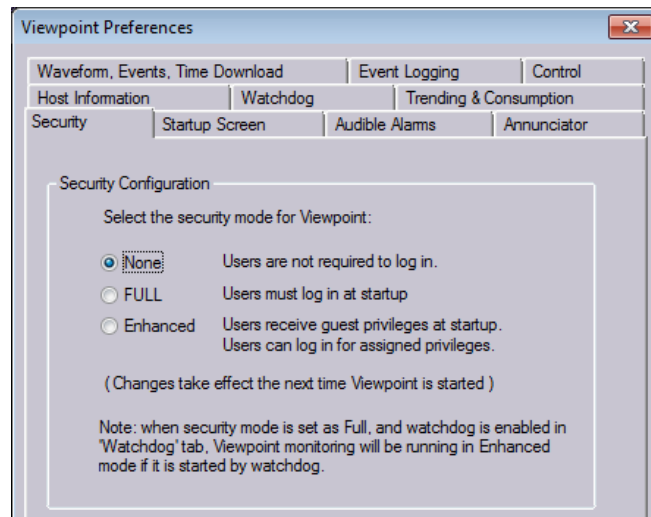 Viewpoint Preferences
Waveform, Events, Time Download Event Logging Control
Host Information Watchdog Trending & Consumption
Security Startup Screen Audible Alarms Annunciator
Security Configuration
Select the security mode for Viewpoint:
None Users are not required to log in.
FULL Users must log in at startup
Enhanced Users receive guest privileges at startup.
Users can log in for assigned privileges.
( Changes take effect the next time Viewpoint is started )
Note: when security mode is set as Full, and watchdog is enabled in
"Watchdog" tab, Viewpoint monitoring will be running in Enhanced
mode if it is started by watchdog.